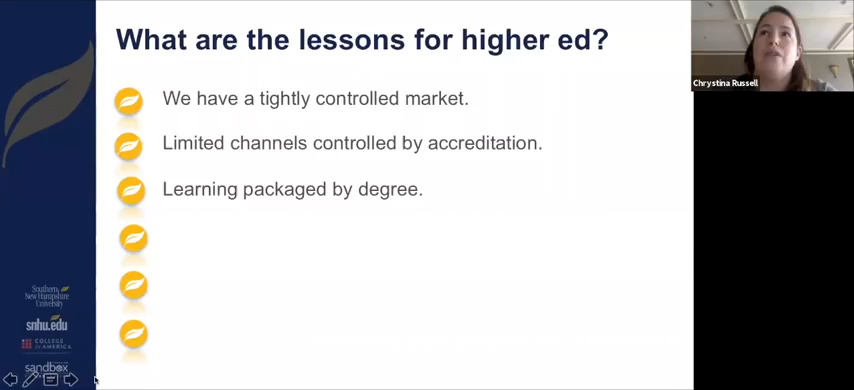 What are the lessons for higher ed?
We have a tightly controlled market.
Limited channels controlled by accreditation.
Learning packaged by degree.
Chrystina Russell
Southern
New Hampshire
University
snhu.edu
COLLEGE
for AMERICA
sandbox